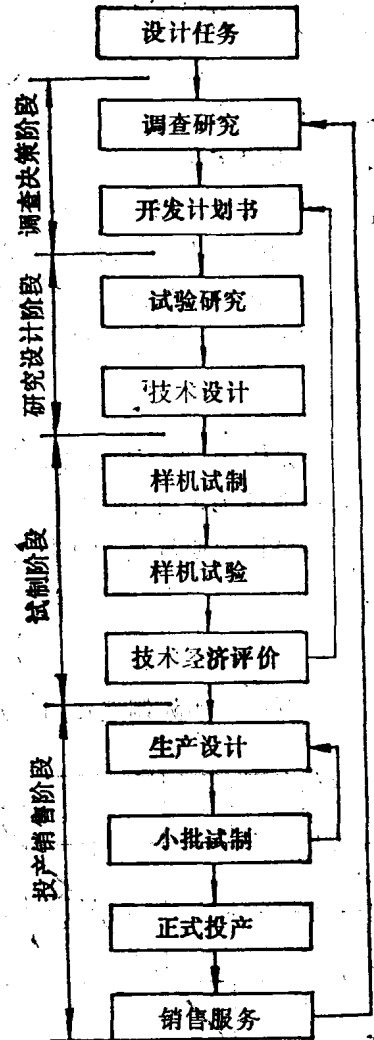 设计任务
调查决策阶段
调查研究
开发计划书
研究设计阶段
试验研究
技术设计
试制阶段
样机试制
样机试验
技术经济评价
投产销售阶段
生产设计
小批试制
正式投产
销售服务